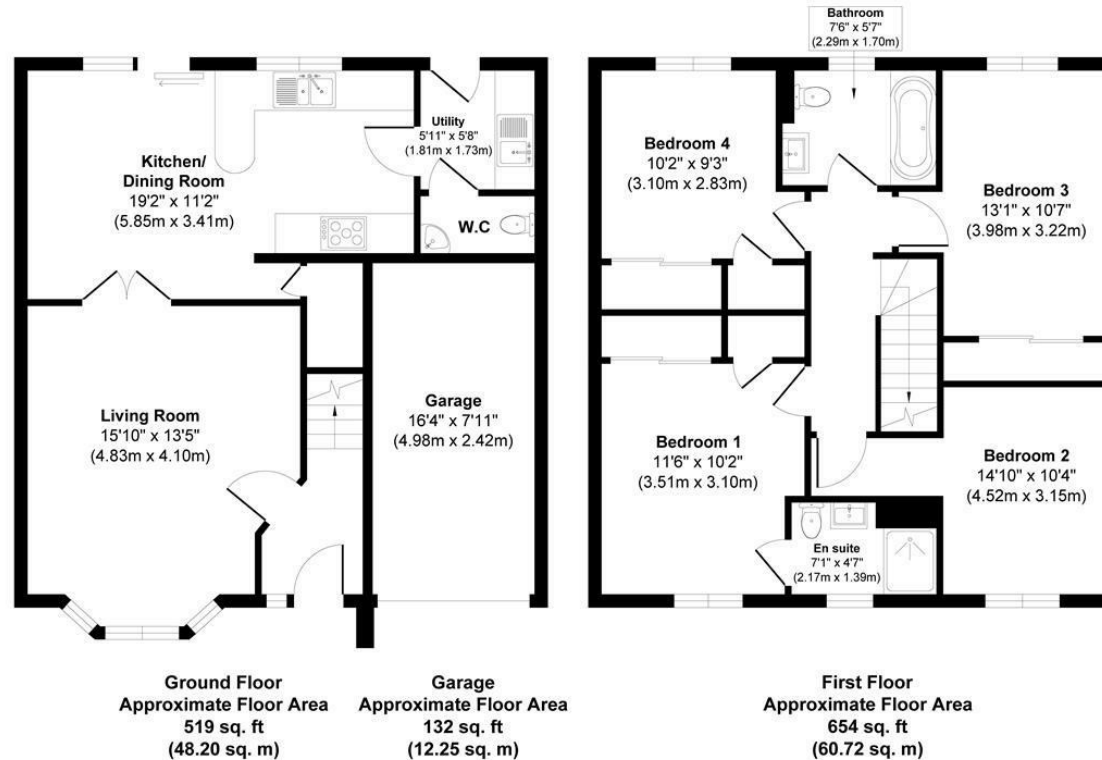 Bathroom
7'6" x 5'7"
(2.29m x 1.70m)
Utility
5'11" x 5'8"
(1.81m x 1.73m)
Kitchen/
Dining Room
19'2" x 11'2"
(5.85m x 3.41m)
W.C
Bedroom 4
10'2" x 9'3"
(3.10m x 2.83m)
Bedroom 3
13'1" x 10'7"
(3.98m x 3.22m)
Living Room
15'10" x 13'5"
(4.83m x 4.10m)
Garage
16'4" x 7'11"
(4.98m x 2.42m)
Bedroom 1
11'6" x 10'2"
(3.51m x 3.10m)
Bedroom 2
14'10" x 10'4"
(4.52m x 3.15m)
En suite
7'1" x 4'7"
(2.17m x 1.39m)
Ground Floor
Approximate Floor Area
519 sq. ft
(48.20 sq. m)
Garage
Approximate Floor Area
132 sq. ft
(12.25 sq. m)
First Floor
Approximate Floor Area
654 sq. ft
(60.72 sq. m)